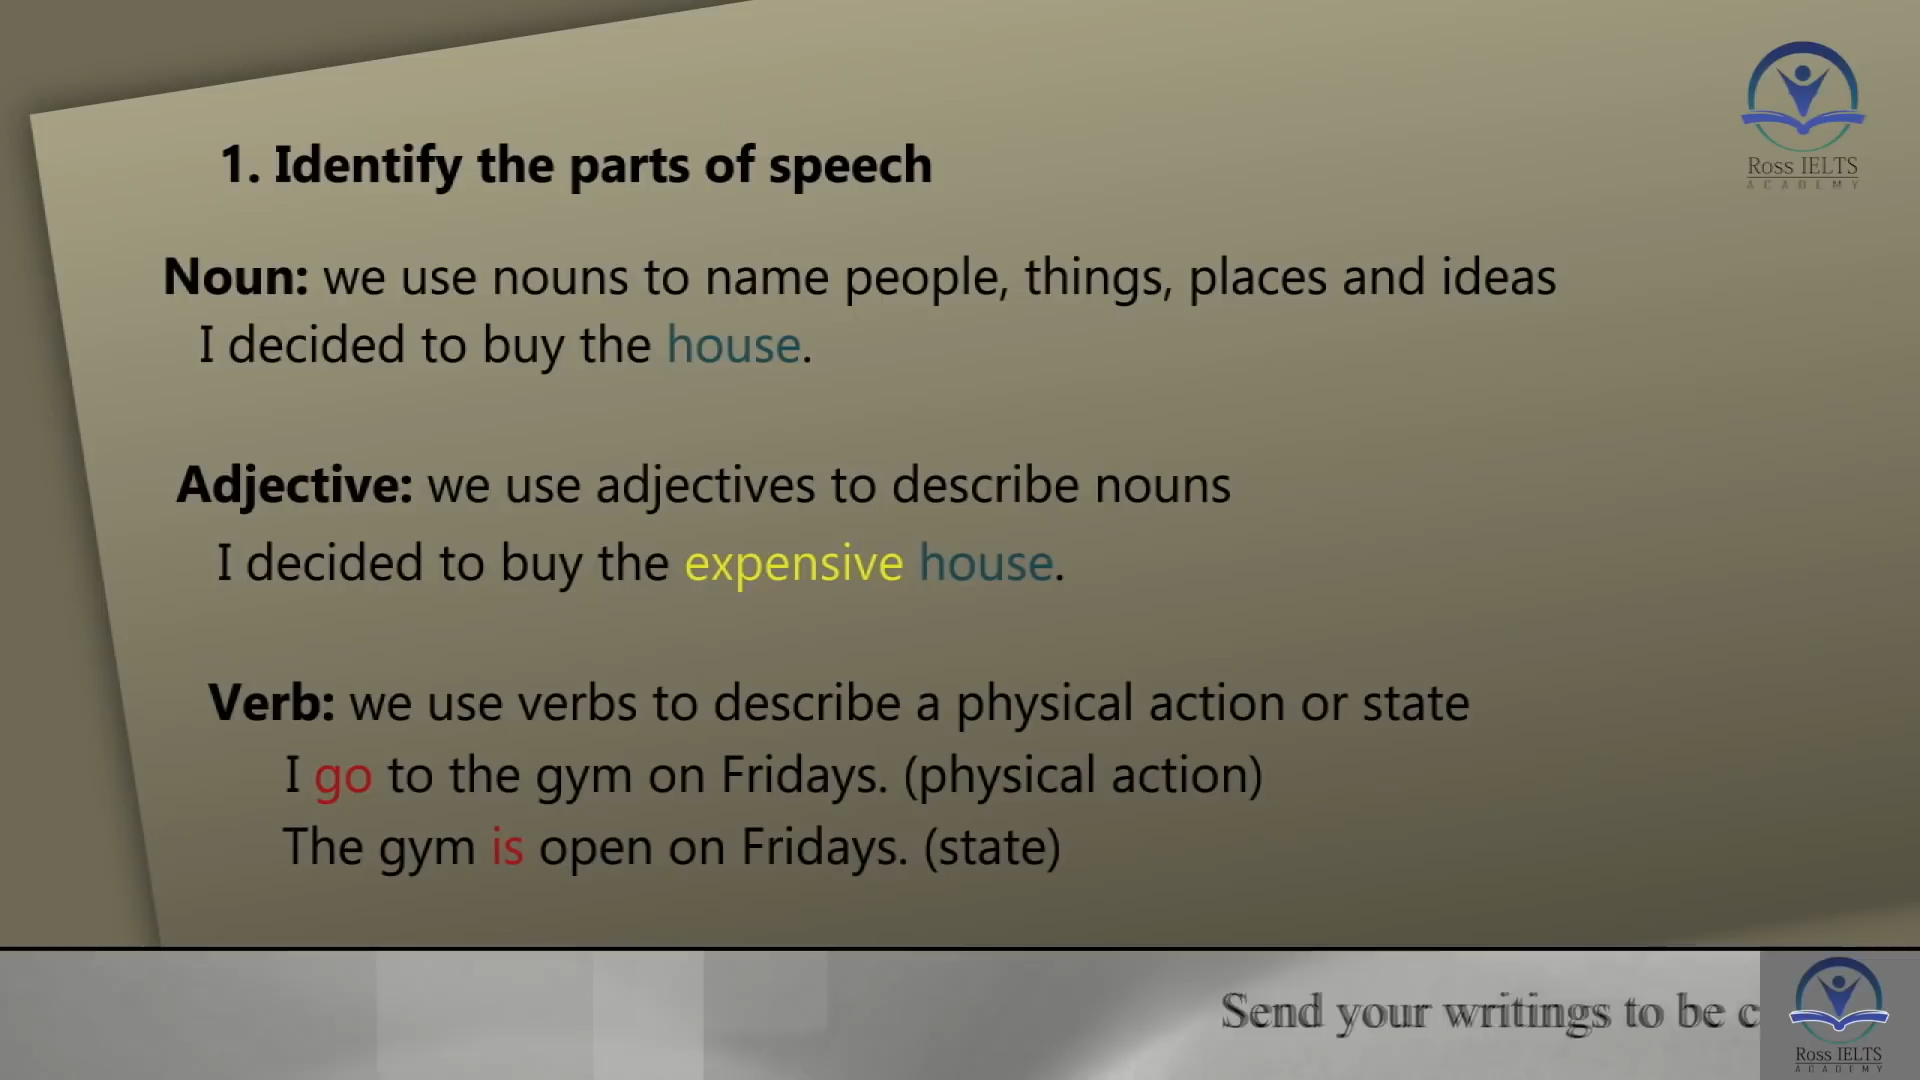 Ross IELTS
ACADEMY
1. Identify the parts of speech
Noun: we use nouns to name people, things, places and ideas
I decided to buy the house.
Adjective: we use adjectives to describe nouns
I decided to buy the expensive house.
Verb: we use verbs to describe a physical action or state
I go to the gym on Fridays. (physical action)
The gym is open on Fridays. (state)
Send your writings to be c
Ross IELTS
ACADEMY